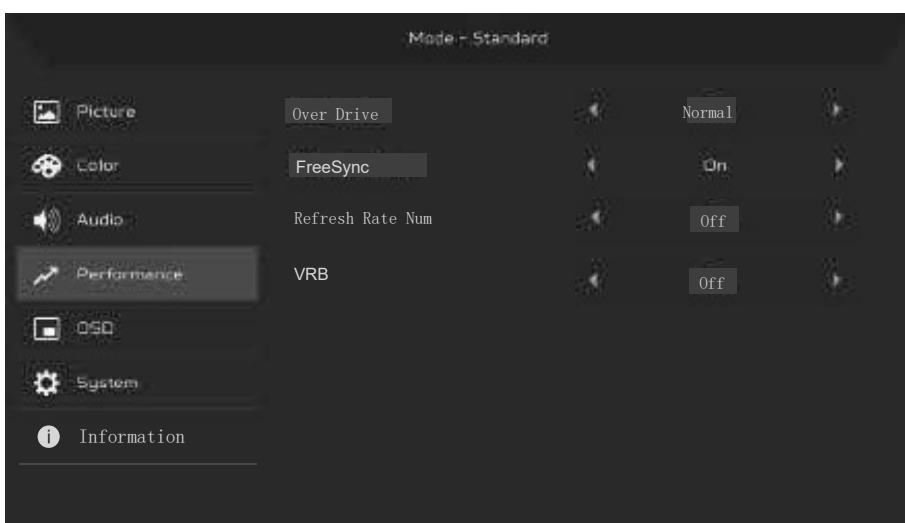 Mode - Standard
Picture
Over Drive
Normal
Color
FreeSync
On
Audio
Refresh Rate Num
Off
Performance
VRB
Off
OSD
System
Information